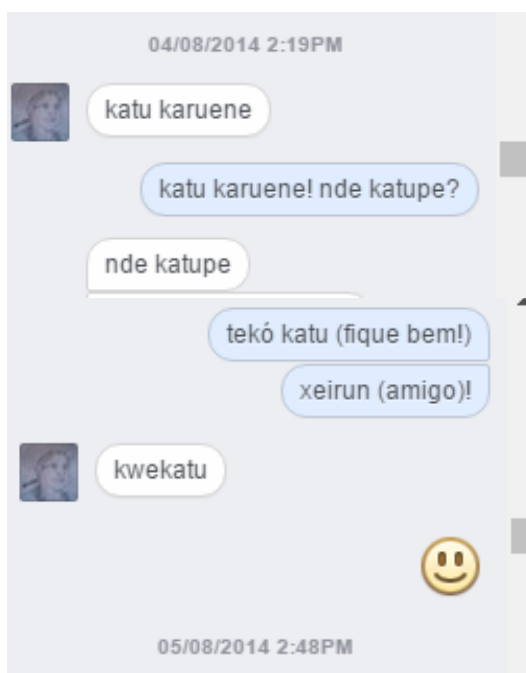 04/08/2014 2:19PM
katu karuene
katu karuene! nde katupe?
nde katupe
tekó katu (fique bem!)
xeirun (amigo)!
kwekatu
05/08/2014 2:48PM